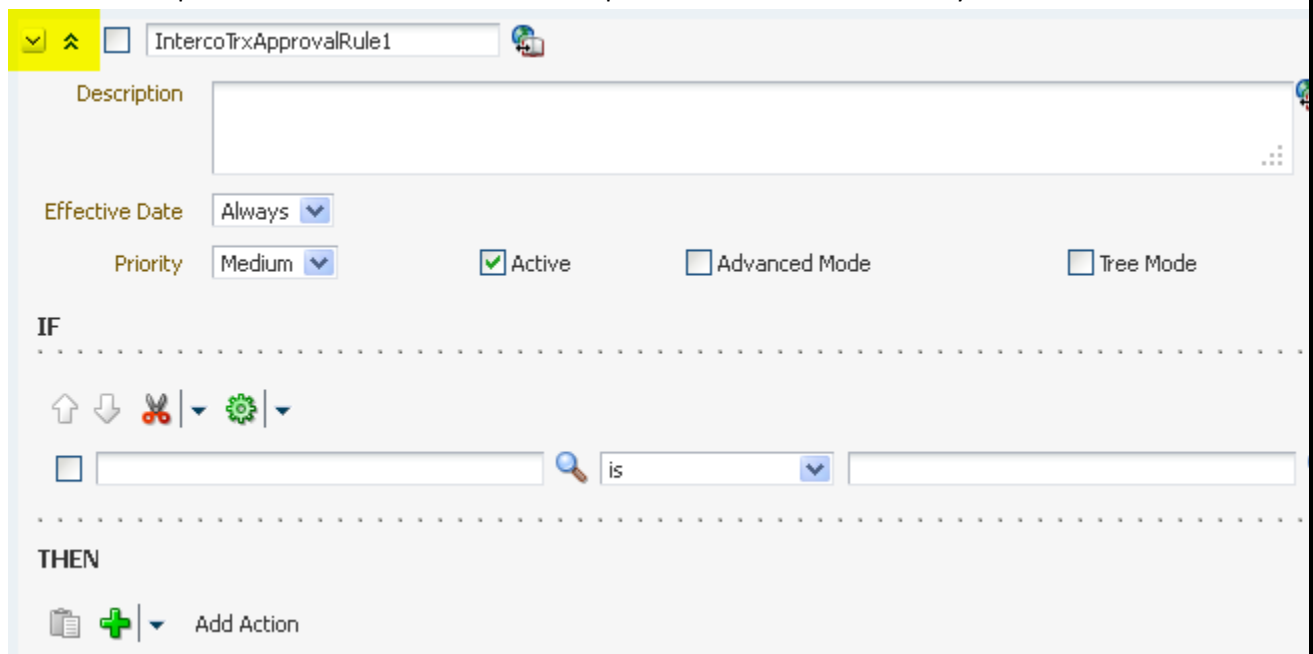 IntercoTrxApprovalRule1
Description
Effective Date Always
Priority Medium Active Advanced Mode Tree Mode
IF
is
THEN
Add Action